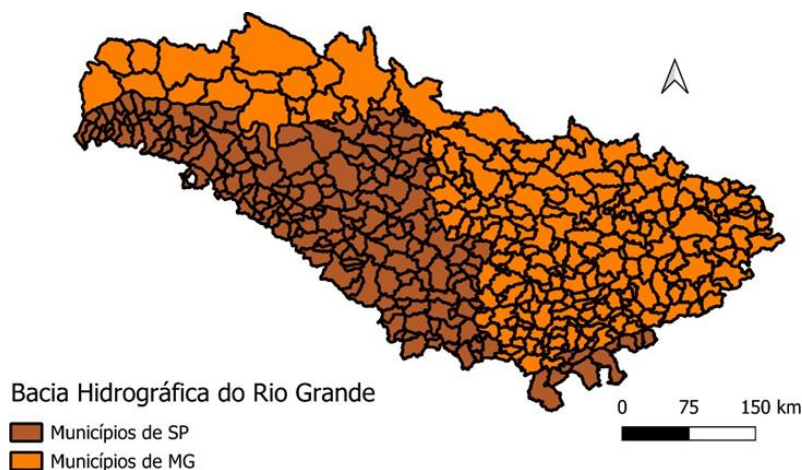 Bacia Hidrográfica do Rio Grande
Municípios de SP
Municípios de MG
0 75 150 km